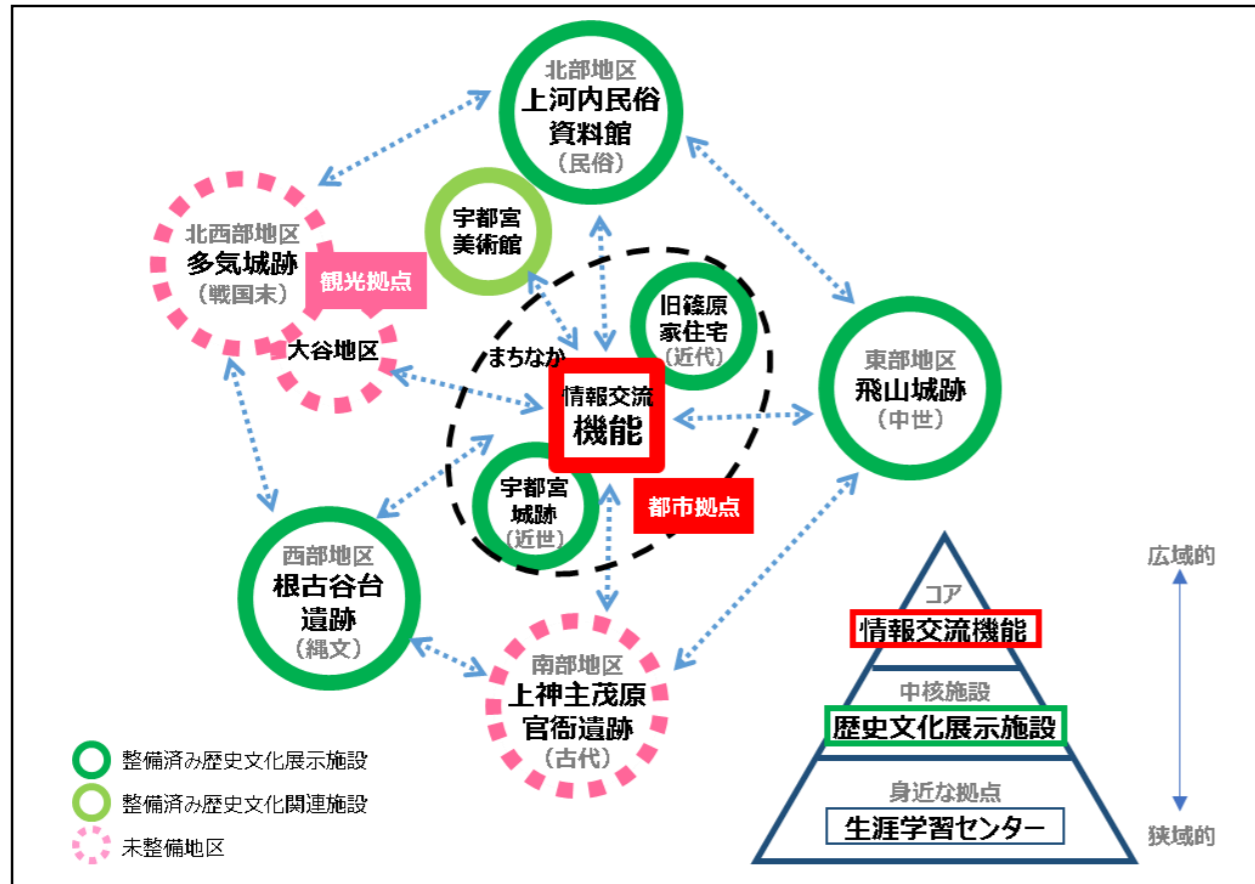 北部地区
上河内民俗
資料館
(民俗)
宇都宮
美術館
北西部地区
多気城跡
(戦国末)
観光拠点
大谷地区
まちなか
旧篠原
家住宅
(近代)
情報交流
機能
東部地区
飛山城跡
(中世)
宇都宮
城跡
(近世)
都市拠点
西部地区
根古谷台
遺跡
(縄文)
南部地区
上神主茂原
官衙遺跡
(古代)
コア
情報交流機能
中核施設
歴史文化展示施設
身近な拠点
生涯学習センター
広域的
狭域的
整備済み歴史文化展示施設
整備済み歴史文化関連施設
未整備地区